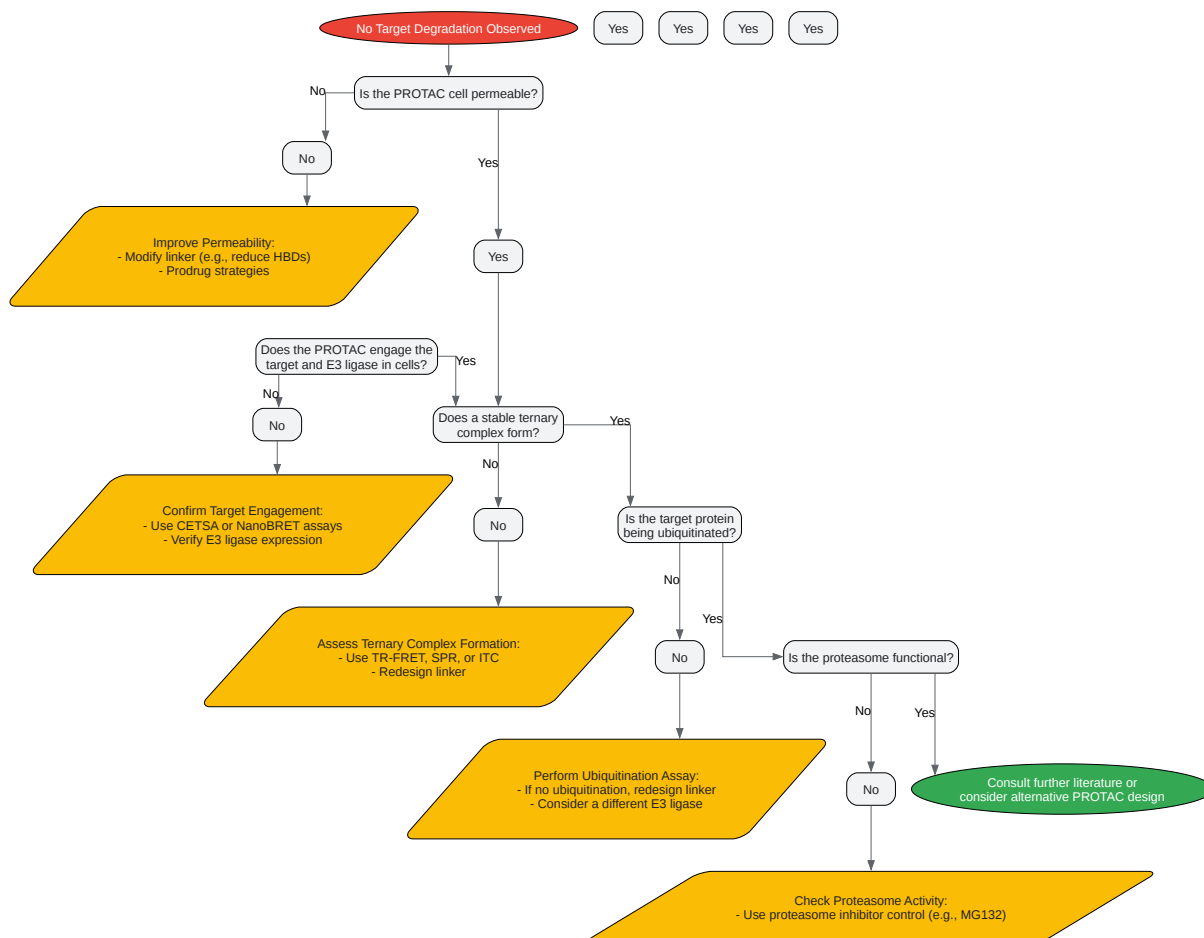 No Target Degradation Observed
Yes
Yes
Yes
Yes
Is the PROTAC cell permeable?
No
No
Yes
Improve Permeability:
- Modify linker (e.g., reduce HBDs)
- Prodrug strategies
Yes
Does the PROTAC engage the
target and E3 ligase in cells?
Yes
No
No
Does a stable ternary
complex form?
Yes
No
Confirm Target Engagement:
- Use CETSA or NanoBRET assays
- Verify E3 ligase expression
No
Is the target protein
being ubiquitinated?
No
Yes
Assess Ternary Complex Formation:
- Use TR-FRET, SPR, or ITC
- Redesign linker
No
Is the proteasome functional?
No
Yes
Perform Ubiquitination Assay:
- If no ubiquitination, redesign linker
- Consider a different E3 ligase
No
Consult further literature or
consider alternative PROTAC design
Check Proteasome Activity:
- Use proteasome inhibitor control (e.g., MG132)